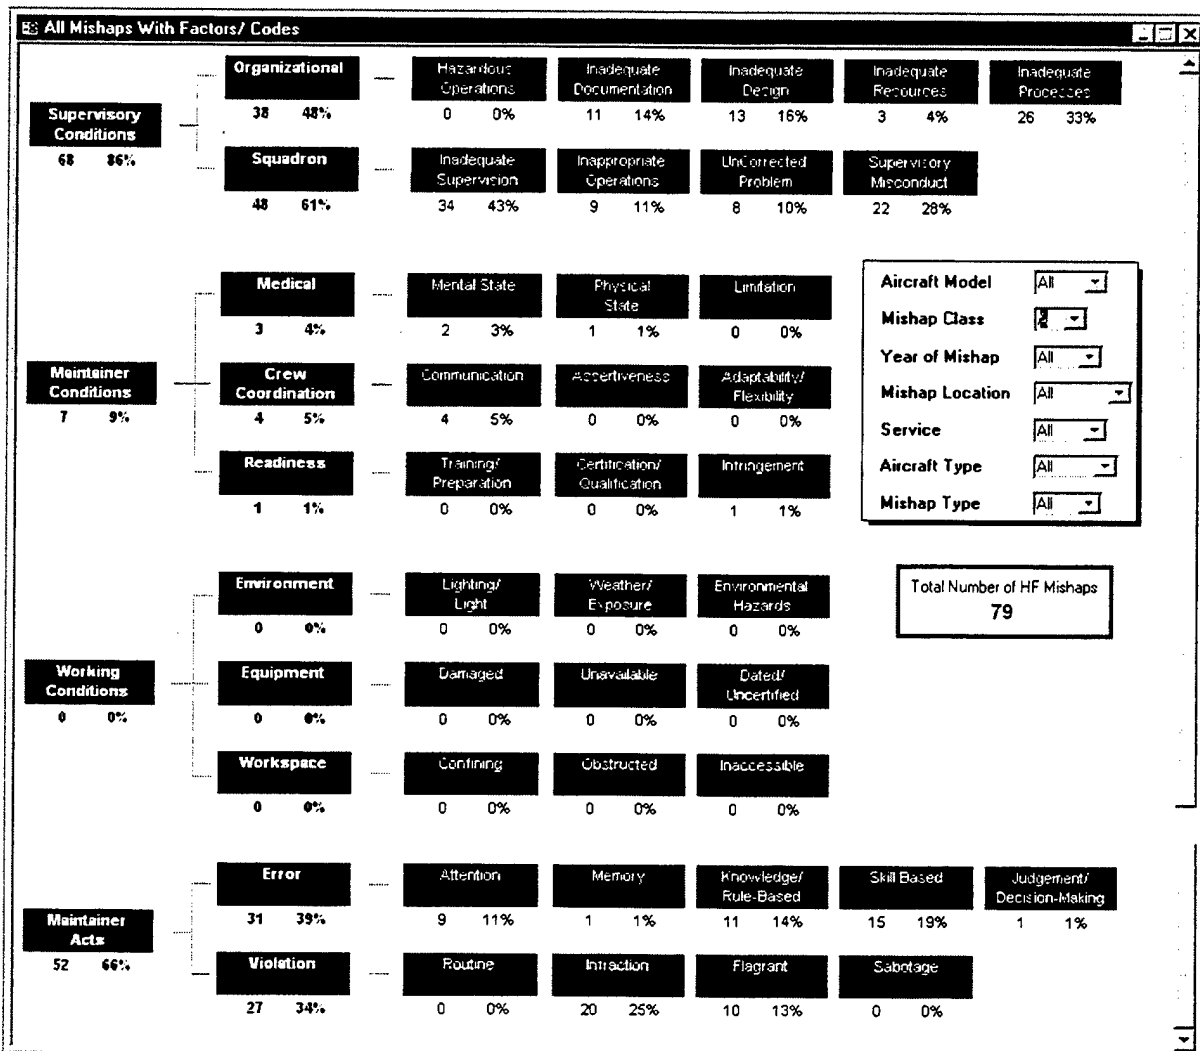 All Mishaps With Factors/ Codes
Supervisory
Conditions
68 86%
Organizational
38 48%
Hazardous
Operations
0 0%
Inadequate
Documentation
11 14%
Inadequate
Design
13 16%
Inadequate
Resources
3 4%
Inadequate
Processes
26 33%
Squadron
48 61%
Inadequate
Supervision
34 43%
Inappropriate
Operations
9 11%
UnCorrected
Problem
8 10%
Supervisory
Misconduct
22 28%
Maintainer
Conditions
7 9%
Medical
3 4%
Mental State
2 3%
Physical
State
1 1%
Limitation
0 0%
Crew
Coordination
4 5%
Communication
4 5%
Assertiveness
0 0%
Adaptability/
Flexibility
0 0%
Readiness
1 1%
Training/
Preparation
0 0%
Certification/
Qualification
0 0%
Infringement
1 1%
Aircraft Model All
Mishap Class
Year of Mishap All
Mishap Location All
Service All
Aircraft Type All
Mishap Type All
Total Number of HF Mishaps
79
Working
Conditions
0 0%
Environment
0 0%
Lighting/
Light
0 0%
Weather/
Exposure
0 0%
Environmental
Hazards
0 0%
Equipment
0 0%
Damaged
0 0%
Unavailable
0 0%
Dated/
Uncertified
0 0%
Workspace
0 0%
Confining
0 0%
Obstructed
0 0%
Inaccessible
0 0%
Maintainer
Acts
52 66%
Error
31 39%
Attention
9 11%
Memory
1 1%
Knowledge/
Rule-Based
11 14%
Skill Based
15 19%
Judgement/
Decision-Making
1 1%
Violation
27 34%
Routine
0 0%
Infraction
20 25%
Flagrant
10 13%
Sabotage
0 0%